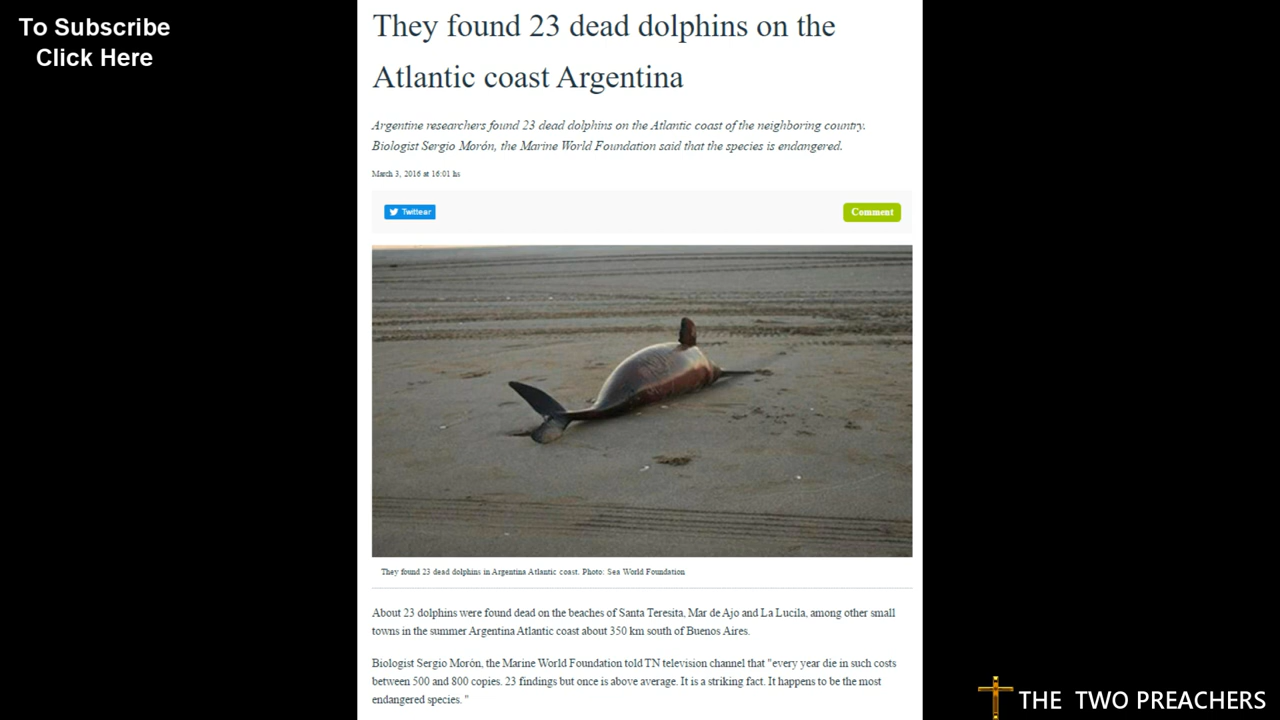 To Subscribe
Click Here
They found 23 dead dolphins on the
Atlantic coast Argentina
Argentine researchers found 23 dead dolphins on the Atlantic coast of the neighboring country.
Biologist Sergio Morón, the Marine World Foundation said that the species is endangered.
March 3, 2016 at 16:01 hs
Twittear
Comment
They found 23 dead dolphins in Argentina Atlantic coast. Photo: Sea World Foundation
About 23 dolphins were found dead on the beaches of Santa Teresita, Mar de Ajo and La Lucila, among other small
towns in the summer Argentina Atlantic coast about 350 km south of Buenos Aires.
Biologist Sergio Morón, the Marine World Foundation told TN television channel that "every year die in such costs
between 500 and 800 copies. 23 findings but once is above average. It is a striking fact. It happens to be the most
endangered species. "
THE TWO PREACHERS